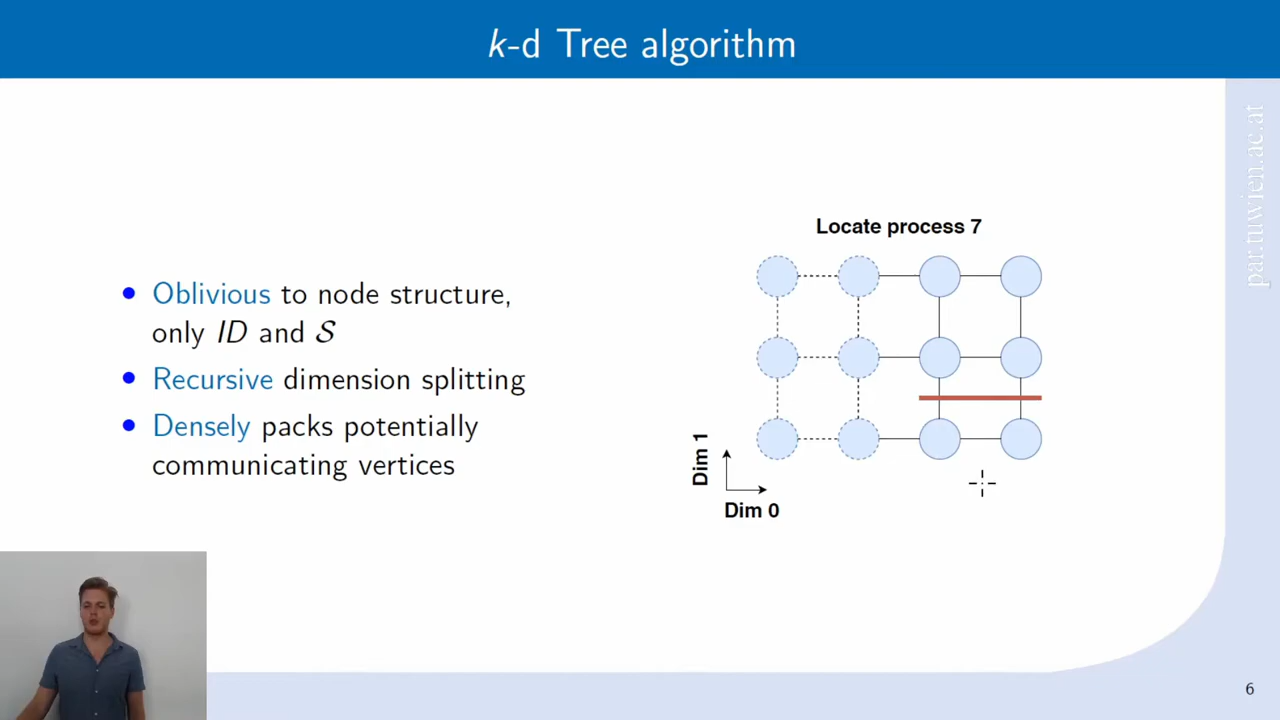 k-d Tree algorithm
par.tuwien.ac.at
Locate process 7
Oblivious to node structure,
only ID and S
Recursive dimension splitting
Densely packs potentially
communicating vertices
Dim 1
Dim 0
6